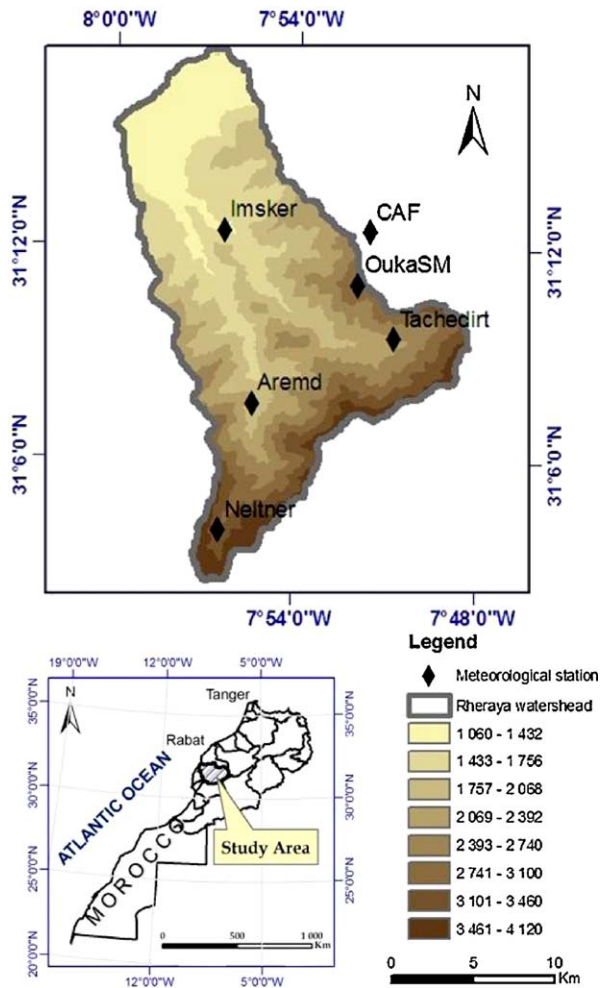 8°0'0"W
7°54'0"W
N
Imsker
CAF
31°12'0"N
31°12'0"N
OukaSM
Tachedirt
Aremd
31°6'0"N
31°6'0"N
Neltner
7°54'0"W
7°48'0"W
Legend
Meteorological station
Rheraya watershead
1 060 - 1 432
1 433 - 1 756
1 757 - 2 068
2 069 - 2 392
2 393 - 2 740
2 741 - 3 100
3 101 - 3 460
3 461 - 4 120
0 5 10
Km
19°0'0"W
12°0'0"W
5°0'0"W
N
Tanger
35°0'0"N
35°0'0"N
Rabat
ATLANTIC OCEAN
30°0'0"N
30°0'0"N
Study Area
MOROCCO
25°0'0"N
25°0'0"N
0 500 1 000
Km
20°0'0"N
12°0'0"W
5°0'0"W